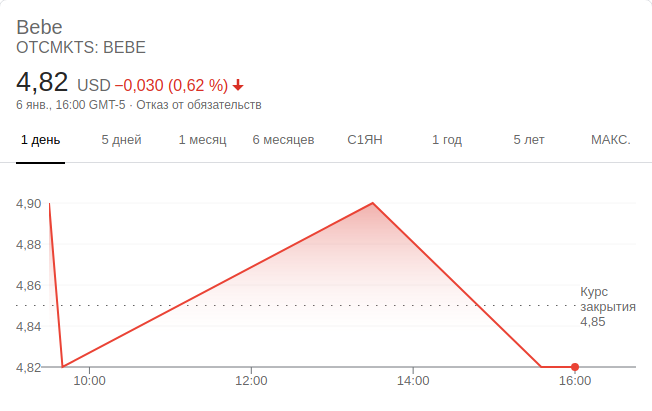 Bebe
OTCMKTS: BEBE
4,82 USD −0,030 (0,62 %)
6 янв., 16:00 GMT-5 · Отказ от обязательств
1 день 5 дней 1 месяц 6 месяцев С1ЯН 1 год 5 лет МАКС.
4,90
4,88
4,86
4,84
4,82
Курс
закрытия
4,85
10:00 12:00 14:00 16:00